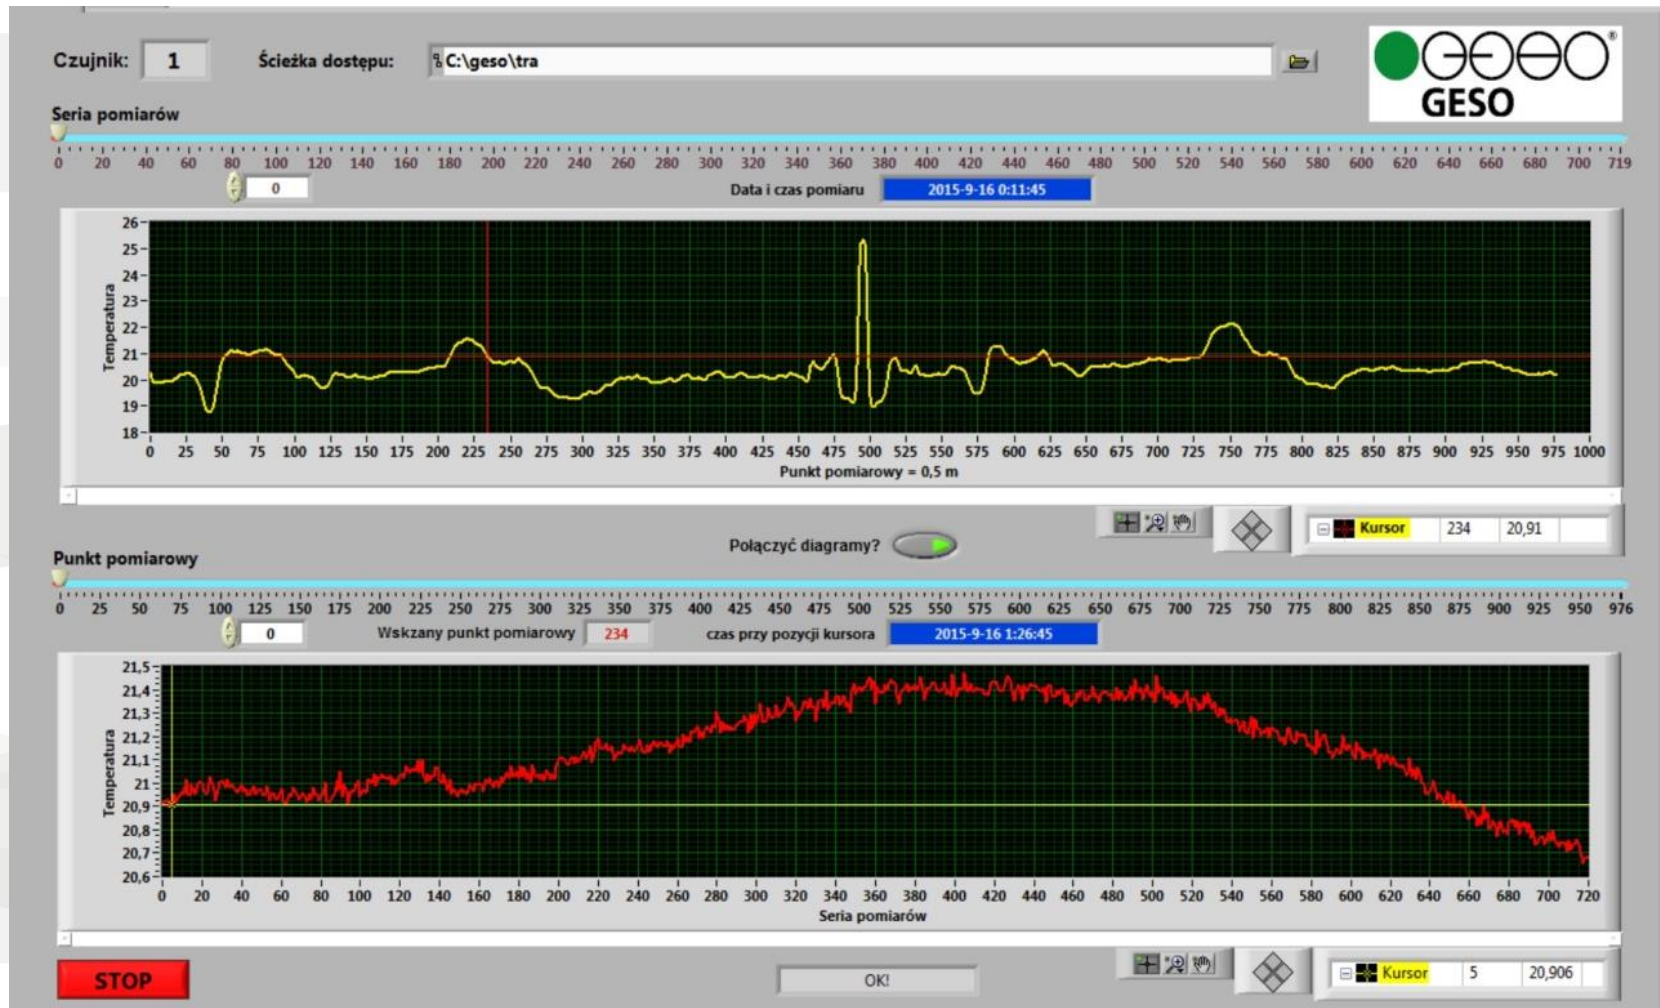 Czujnik: 1 Ścieżka dostępu: C:\geso\tra
GESO®
GESO
Seria pomiarów
0 20 40 60 80 100 120 140 160 180 200 220 240 260 280 300 320 340 360 380 400 420 440 460 480 500 520 540 560 580 600 620 640 660 680 700 719
0 Data i czas pomiaru 2015-9-16 0:11:45
26
25
24
23
22
21
20
19
18
Temperatura
0 25 50 75 100 125 150 175 200 225 250 275 300 325 350 375 400 425 450 475 500 525 550 575 600 625 650 675 700 725 750 775 800 825 850 875 900 925 950 975 1000
Punkt pomiarowy = 0,5 m
Kursor 234 20,91
Połączyć diagramy?
Punkt pomiarowy
0 25 50 75 100 125 150 175 200 225 250 275 300 325 350 375 400 425 450 475 500 525 550 575 600 625 650 675 700 725 750 775 800 825 850 875 900 925 950 976
0 Wskzany punkt pomiarowy 234 czas przy pozycji kursora 2015-9-16 1:26:45
21,5
21,4
21,3
21,2
21,1
21
20,9
20,8
20,7
20,6
Temperatura
0 20 40 60 80 100 120 140 160 180 200 220 240 260 280 300 320 340 360 380 400 420 440 460 480 500 520 540 560 580 600 620 640 660 680 700 720
Seria pomiarów
STOP OK! Kursor 5 20,906